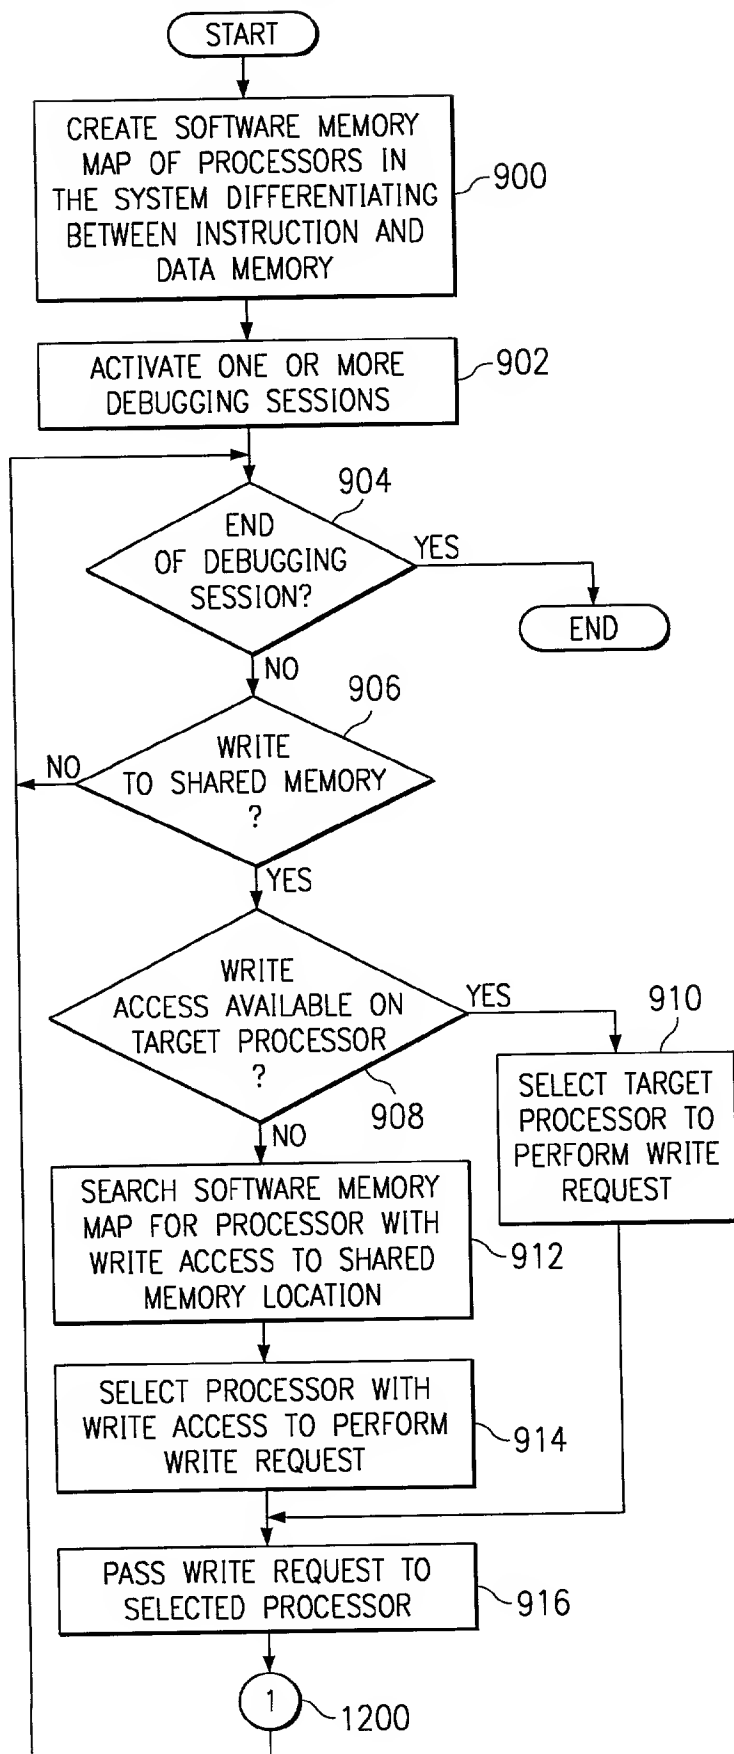 START
CREATE SOFTWARE MEMORY
MAP OF PROCESSORS IN
THE SYSTEM DIFFERENTIATING
BETWEEN INSTRUCTION AND
DATA MEMORY
900
ACTIVATE ONE OR MORE
DEBUGGING SESSIONS
902
904
END
OF DEBUGGING
SESSION?
YES
END
NO
906
WRITE
TO SHARED MEMORY
?
NO
YES
WRITE
ACCESS AVAILABLE ON
TARGET PROCESSOR
?
YES
908
NO
910
SELECT TARGET
PROCESSOR TO
PERFORM WRITE
REQUEST
SEARCH SOFTWARE MEMORY
MAP FOR PROCESSOR WITH
WRITE ACCESS TO SHARED
MEMORY LOCATION
912
SELECT PROCESSOR WITH
WRITE ACCESS TO PERFORM
WRITE REQUEST
914
PASS WRITE REQUEST TO
SELECTED PROCESSOR
916
1
1200